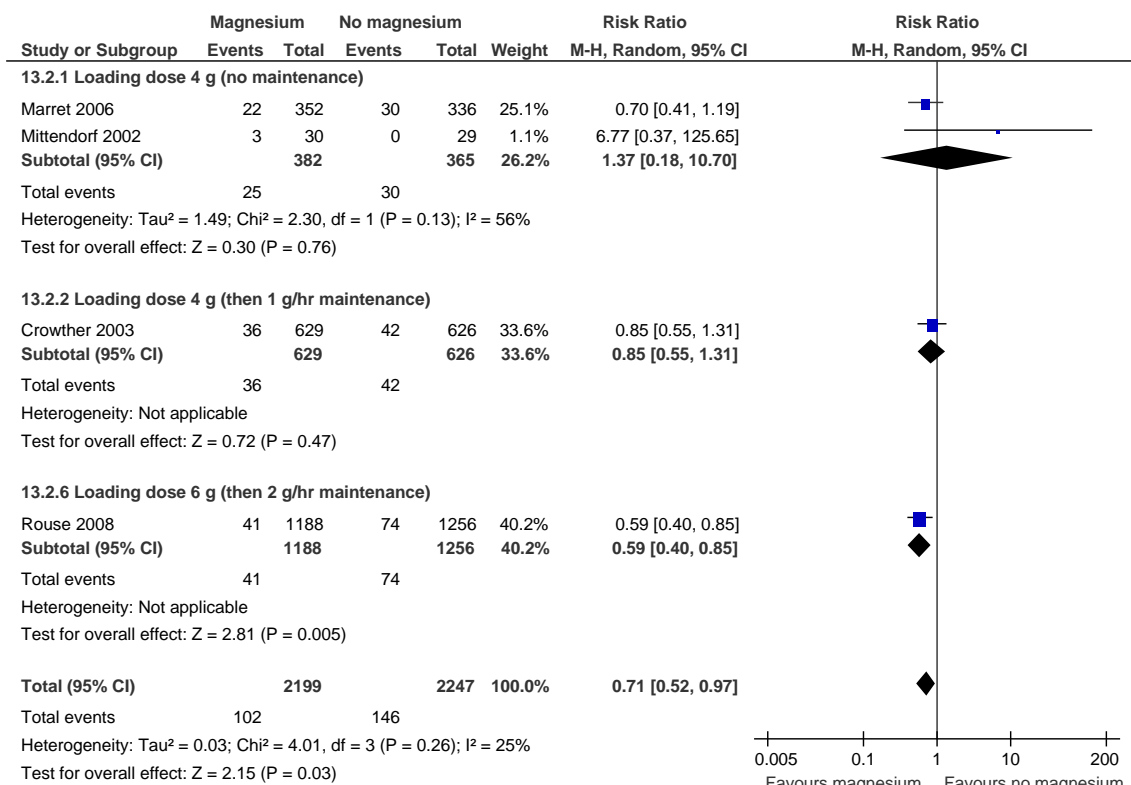 Magnesium No magnesium Risk Ratio Risk Ratio
Study or Subgroup Events Total Events Total Weight M-H, Random, 95% CI M-H, Random, 95% CI
13.2.1 Loading dose 4 g (no maintenance)
Marret 2006 22 352 30 336 25.1% 0.70 [0.41, 1.19]
Mittendorf 2002 3 30 0 29 1.1% 6.77 [0.37, 125.65]
Subtotal (95% CI) 382 365 26.2% 1.37 [0.18, 10.70]
Total events 25 30
Heterogeneity: Tau² = 1.49; Chi² = 2.30, df = 1 (P = 0.13); I² = 56%
Test for overall effect: Z = 0.30 (P = 0.76)
13.2.2 Loading dose 4 g (then 1 g/hr maintenance)
Crowther 2003 36 629 42 626 33.6% 0.85 [0.55, 1.31]
Subtotal (95% CI) 629 626 33.6% 0.85 [0.55, 1.31]
Total events 36 42
Heterogeneity: Not applicable
Test for overall effect: Z = 0.72 (P = 0.47)
13.2.6 Loading dose 6 g (then 2 g/hr maintenance)
Rouse 2008 41 1188 74 1256 40.2% 0.59 [0.40, 0.85]
Subtotal (95% CI) 1188 1256 40.2% 0.59 [0.40, 0.85]
Total events 41 74
Heterogeneity: Not applicable
Test for overall effect: Z = 2.81 (P = 0.005)
Total (95% CI) 2199 2247 100.0% 0.71 [0.52, 0.97]
Total events 102 146
Heterogeneity: Tau² = 0.03; Chi² = 4.01, df = 3 (P = 0.26); I² = 25%
Test for overall effect: Z = 2.15 (P = 0.03)
0.005 0.1 1 10 200
Favours magnesium Favours no magnesium